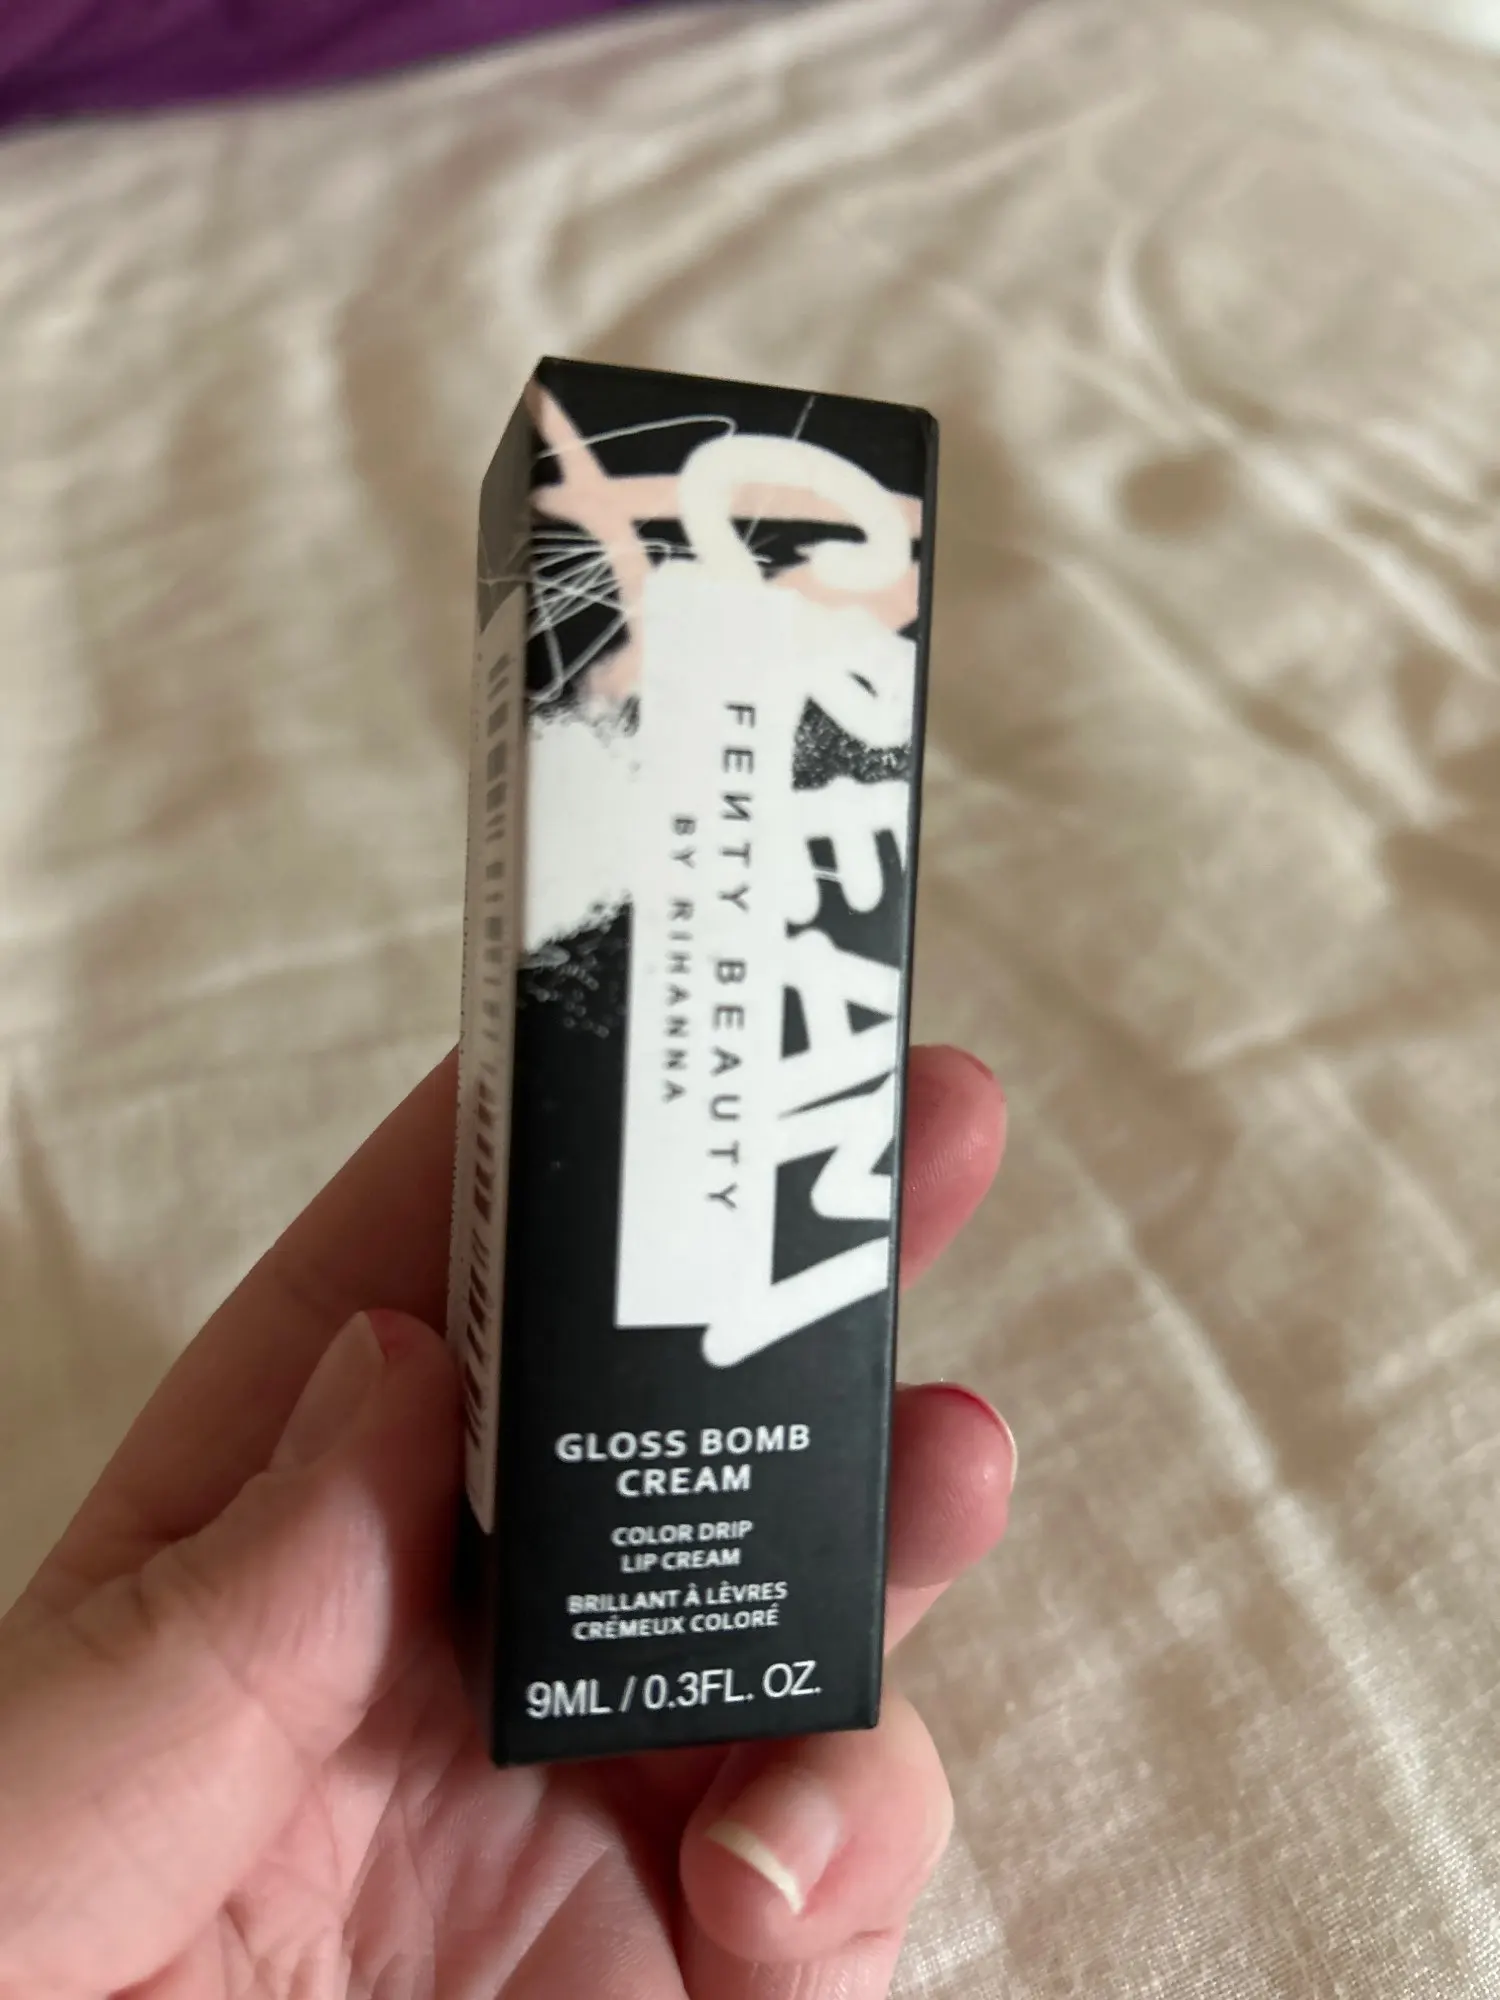 CREAM
FENTY BEAUTY
BY RIHANNA
GLOSS BOMB
CREAM
COLOR DRIP
LIP CREAM
BRILLANT À LÈVRES
CRÉMEUX COLORÉ
9ML / 0.3FL. OZ.